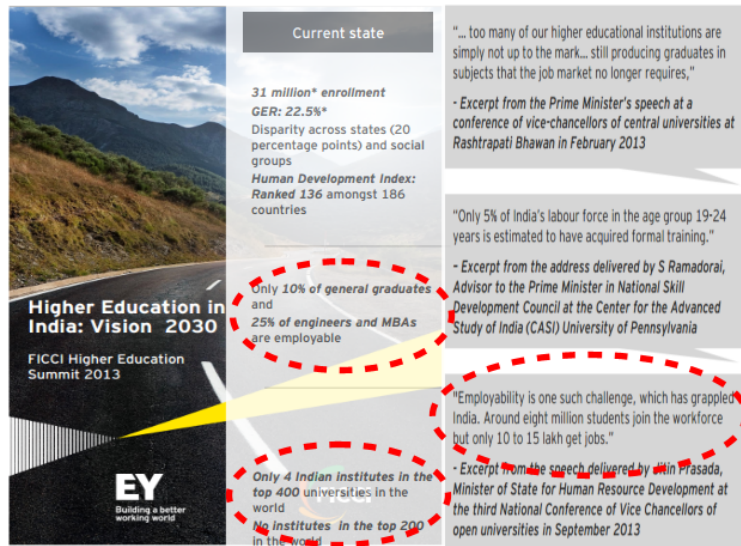 Higher Education in
India: Vision 2030
FICCI Higher Education
Summit 2013
EY
Building a better
working world
Current state
31 million* enrollment
GER: 22.5%*
Disparity across states (20
percentage points) and social
groups
Human Development Index:
Ranked 136 amongst 186
countries
Only 10% of general graduates
and
25% of engineers and MBAs
are employable
Only 4 Indian institutes in the
top 400 universities in the
world
No institutes in the top 200
in the world
FICCI
"... too many of our higher educational institutions are
simply not up to the mark... still producing graduates in
subjects that the job market no longer requires,"
- Excerpt from the Prime Minister's speech at a
conference of vice-chancellors of central universities at
Rashtrapati Bhawan in February 2013
"Only 5% of India's labour force in the age group 19-24
years is estimated to have acquired formal training."
– Excerpt from the address delivered by S Ramadorai,
Advisor to the Prime Minister in National Skill
Development Council at the Center for the Advanced
Study of India (CASI) University of Pennsylvania
"Employability is one such challenge, which has grappled
India. Around eight million students join the workforce
but only 10 to 15 lakh get jobs."
- Excerpt from the speech delivered by Jitin Prasada,
Minister of State for Human Resource Development at
the third National Conference of Vice Chancellors of
open universities in September 2013